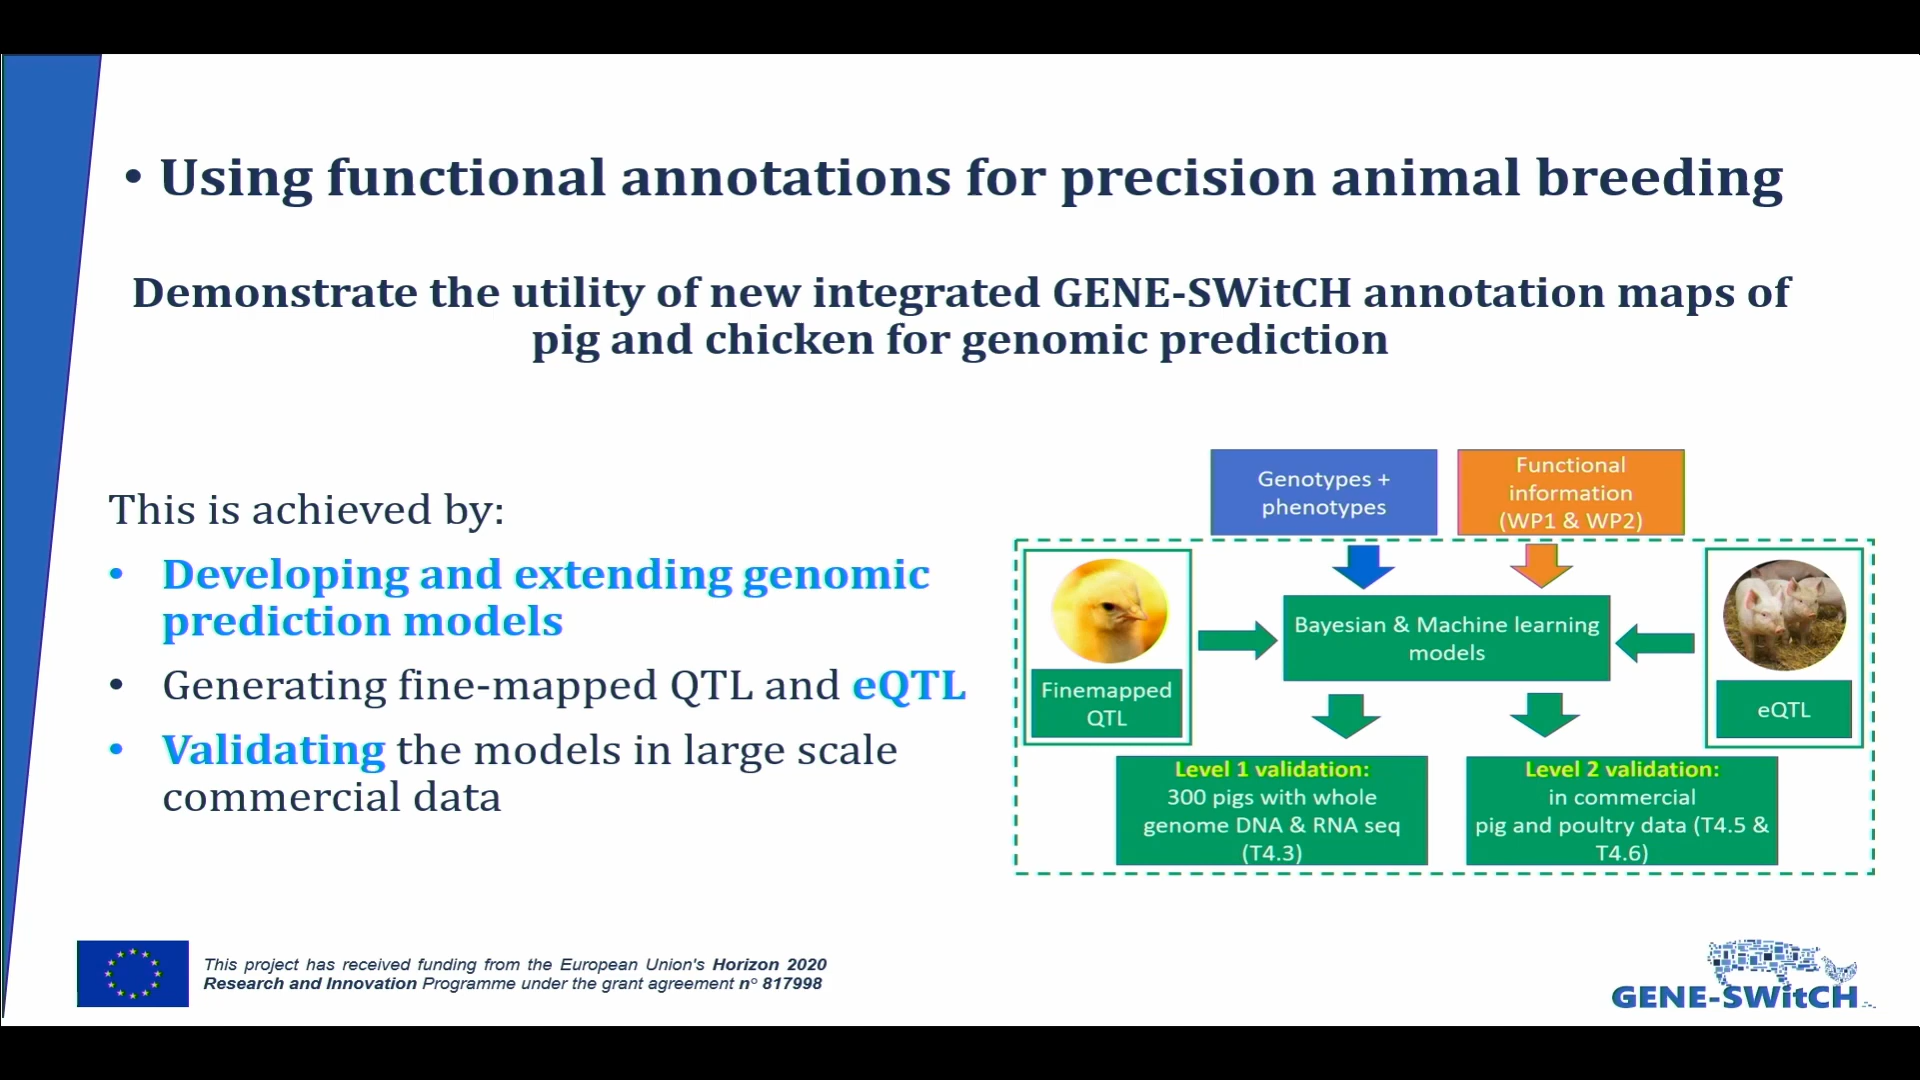 • Using functional annotations for precision animal breeding
Demonstrate the utility of new integrated GENE-SWitCH annotation maps of
pig and chicken for genomic prediction
This is achieved by:
• Developing and extending genomic
prediction models
• Generating fine-mapped QTL and eQTL
• Validating the models in large scale
commercial data
Genotypes +
phenotypes
Functional
information
(WP1 & WP2)
Finemapped
QTL
Bayesian & Machine learning
models
eQTL
Level 1 validation:
300 pigs with whole
genome DNA & RNA seq
(T4.3)
Level 2 validation:
in commercial
pig and poultry data (T4.5 &
T4.6)
This project has received funding from the European Union's Horizon 2020
Research and Innovation Programme under the grant agreement n° 817998
GENE-SWitCH